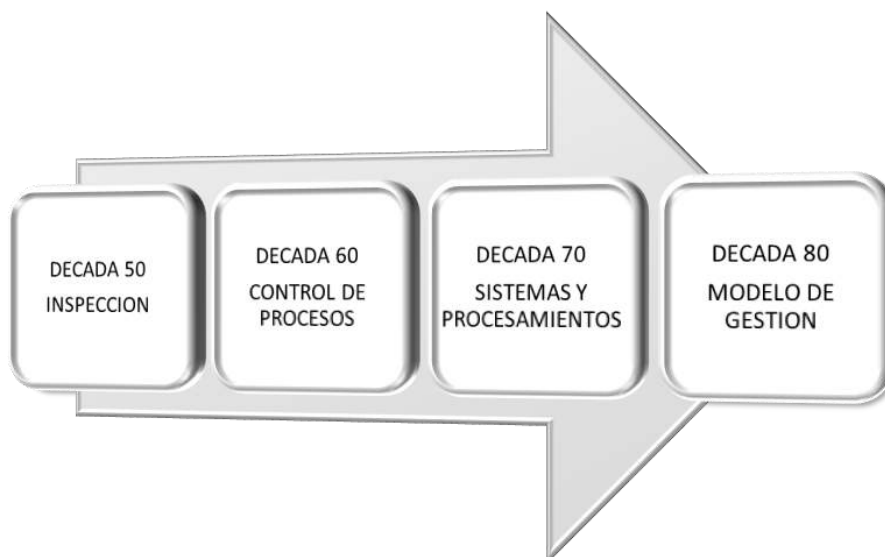 DECADA 50
INSPECCION
DECADA 60
CONTROL DE
PROCESOS
DECADA 70
SISTEMAS Y
PROCESAMIENTOS
DECADA 80
MODELO DE
GESTION